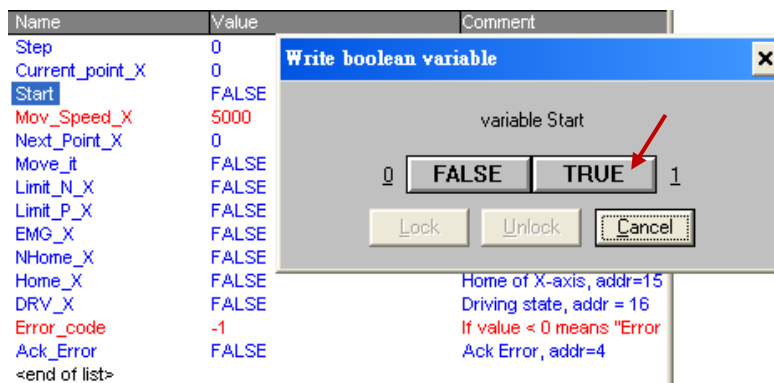 Name Value Comment
Step 0
Current_point_X 0
Start FALSE
Mov_Speed_X 5000
Next_Point_X 0
Move_it FALSE
Limit_N_X FALSE
Limit_P_X FALSE
EMG_X FALSE
NHome_X FALSE
Home_X FALSE Home of X-axis, addr=15
DRV_X FALSE Driving state, addr = 16
Error_code -1 If value < 0 means "Error
Ack_Error FALSE Ack Error, addr=4
<end of list>
Write boolean variable
variable Start
0 FALSE TRUE 1
Lock Unlock Cancel